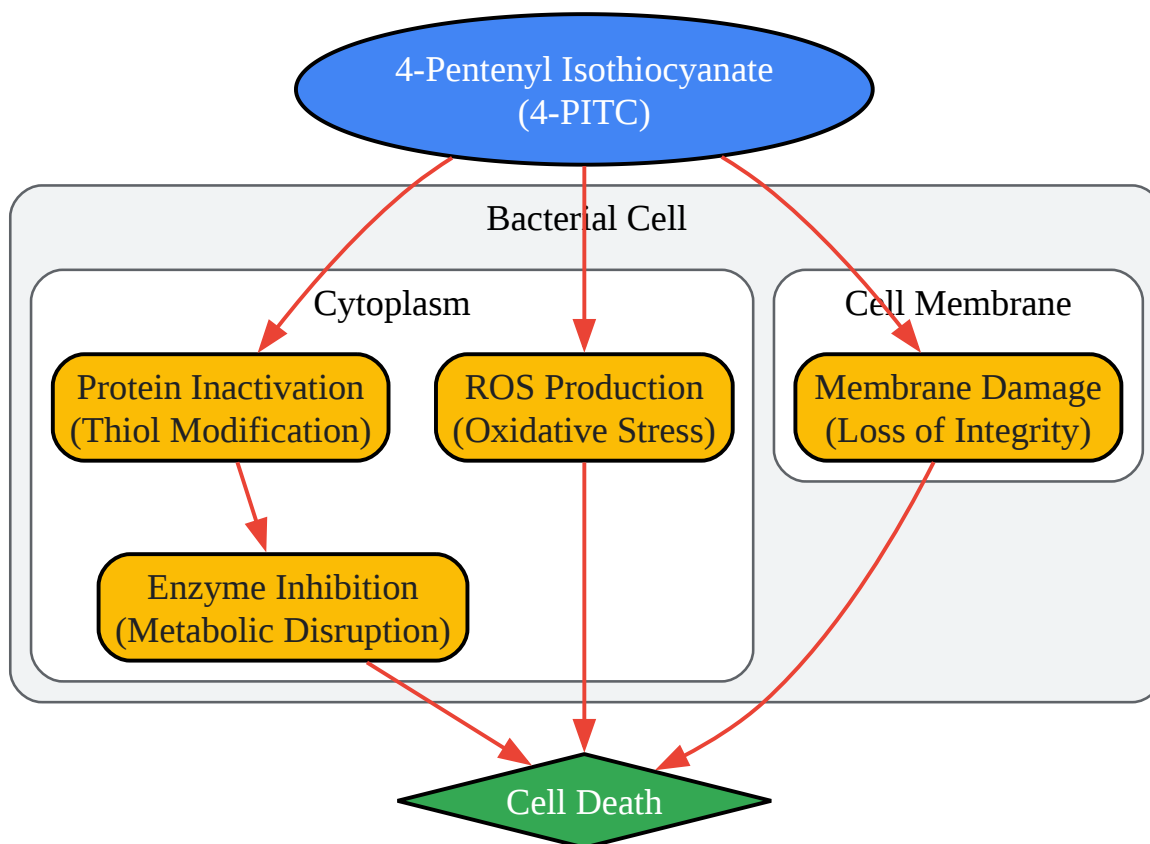 4-Pentenyl Isothiocyanate
(4-PITC)
Bacterial Cell
Cytoplasm
Cell Membrane
Protein Inactivation
(Thiol Modification)
ROS Production
(Oxidative Stress)
Membrane Damage
(Loss of Integrity)
Enzyme Inhibition
(Metabolic Disruption)
Cell Death